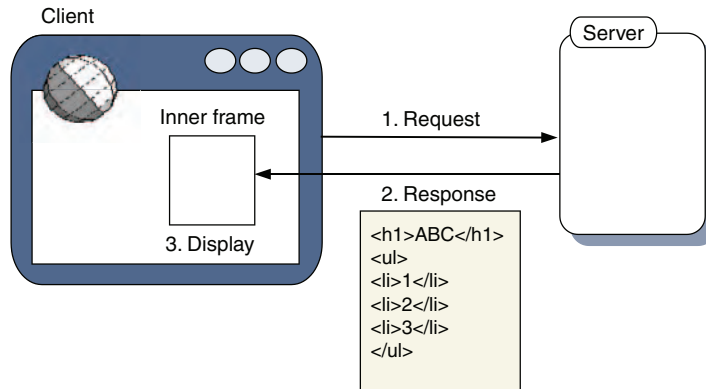 Client
Server
Inner frame
1. Request
2. Response
3. Display
<h1>ABC</h1>
<ul>
<li>1</li>
<li>2</li>
<li>3</li>
</ul>